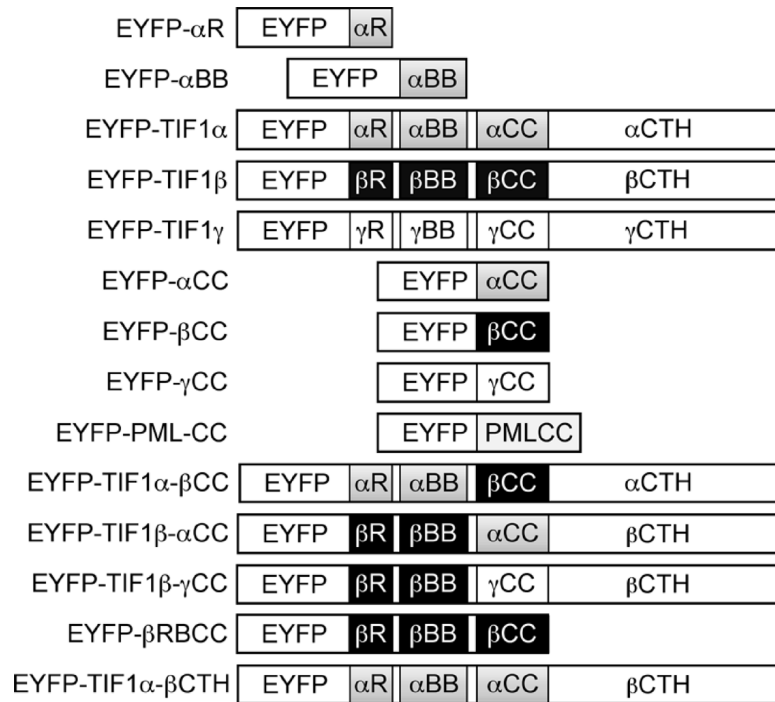 EYFP-αR EYFP αR
EYFP-αBB EYFP αBB
EYFP-TIF1α EYFP αR αBB αCC αCTH
EYFP-TIF1β EYFP βR βBB βCC βCTH
EYFP-TIF1γ EYFP γR γBB γCC γCTH
EYFP-αCC EYFP αCC
EYFP-βCC EYFP βCC
EYFP-γCC EYFP γCC
EYFP-PML-CC EYFP PMLCC
EYFP-TIF1α-βCC EYFP αR αBB βCC αCTH
EYFP-TIF1β-αCC EYFP βR βBB αCC βCTH
EYFP-TIF1β-γCC EYFP βR βBB γCC βCTH
EYFP-βRBCC EYFP βR βBB βCC
EYFP-TIF1α-βCTH EYFP αR αBB αCC βCTH